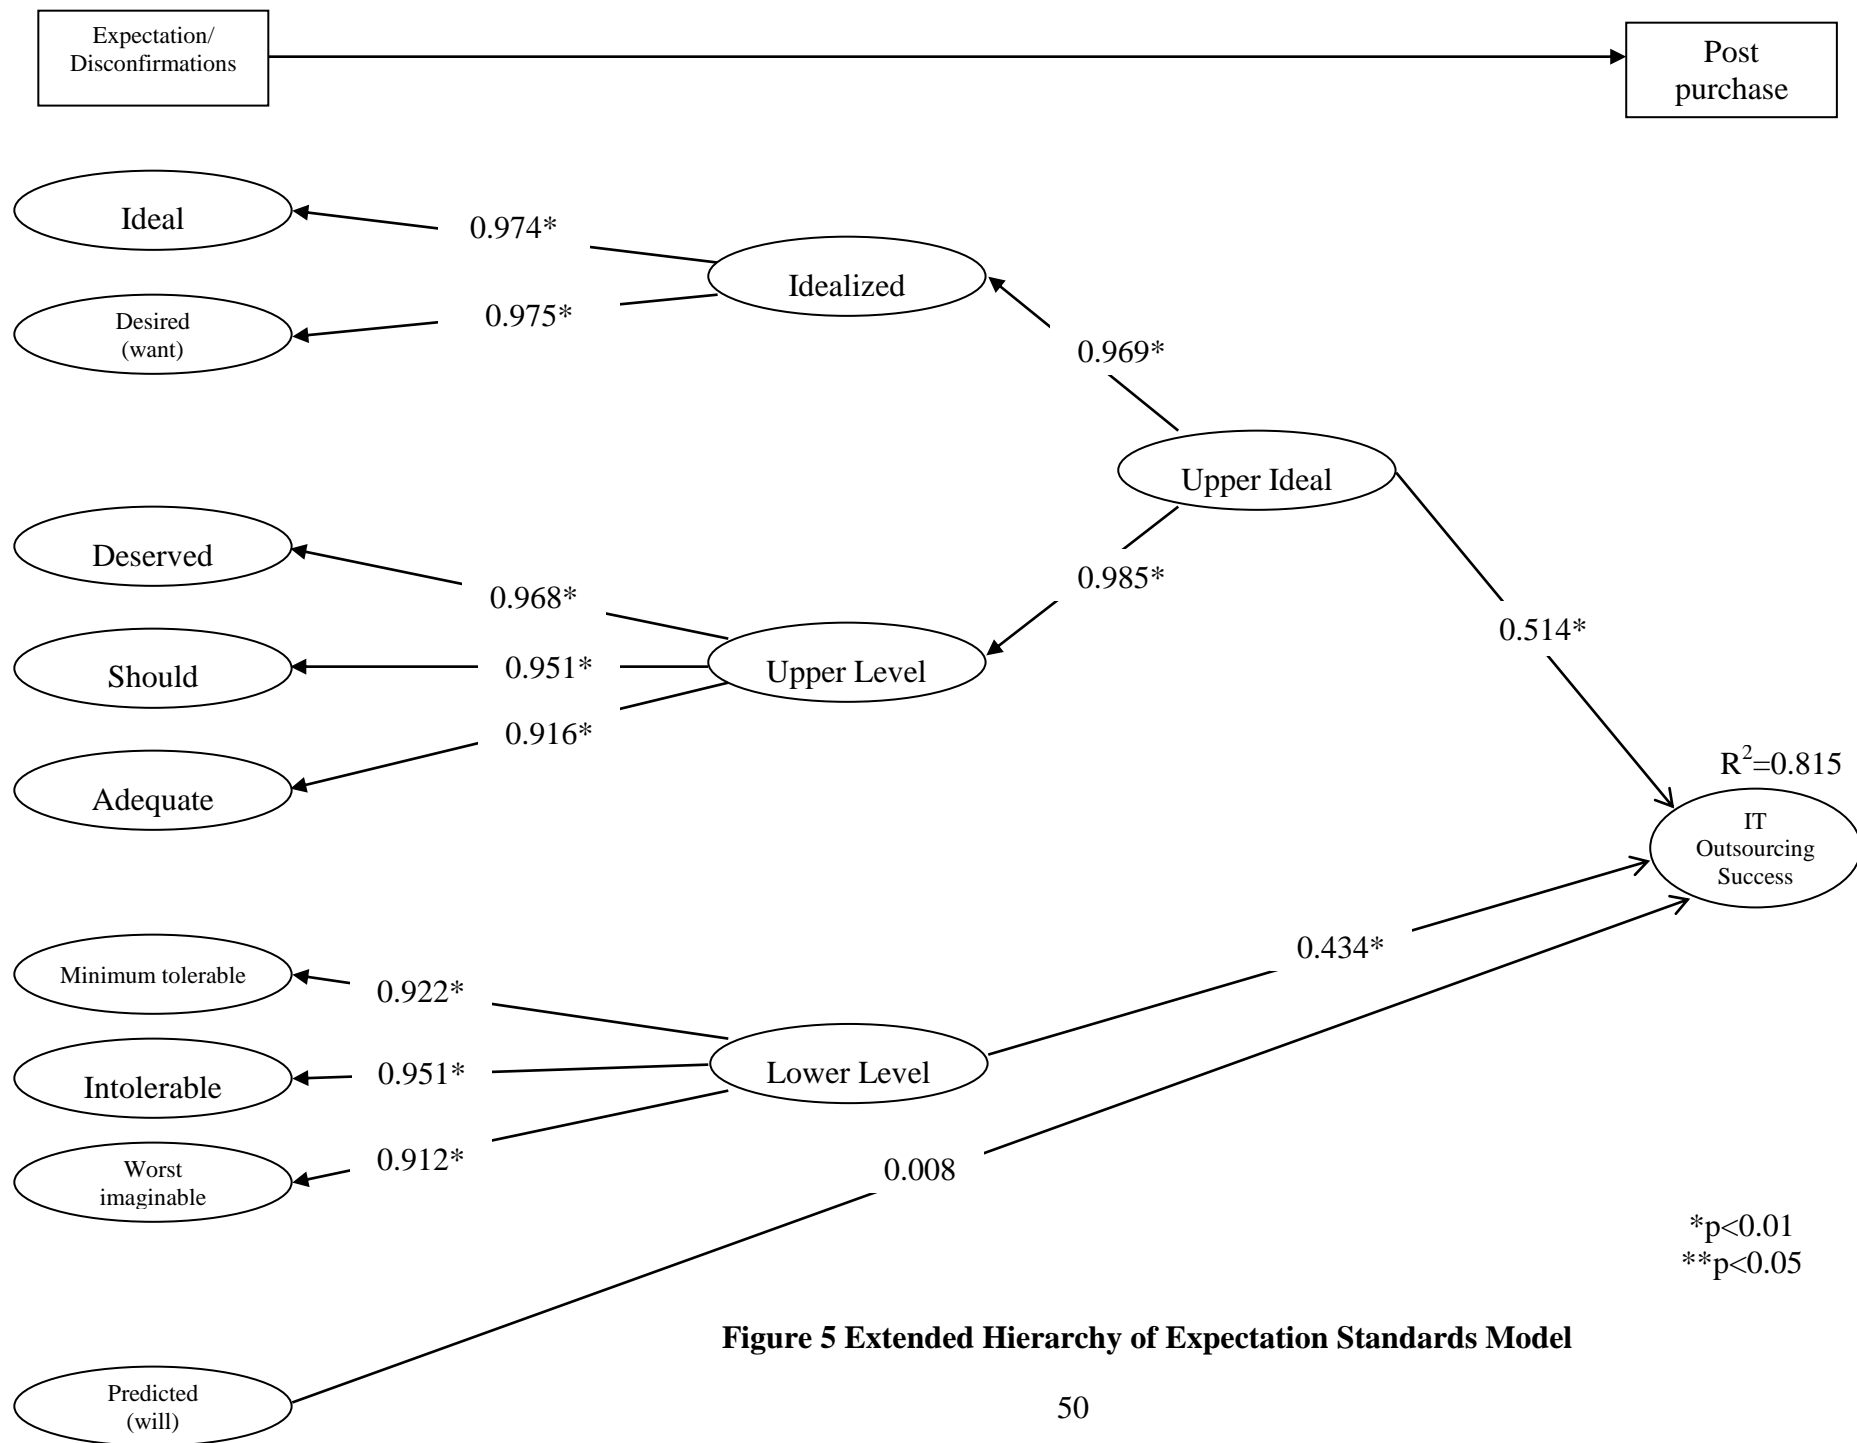 Expectation/
Disconfirmations
Post
purchase
Ideal
0.974*
Idealized
Desired
(want)
0.975*
0.969*
Upper Ideal
Deserved
0.968*
0.985*
0.514*
Should
0.951*
Upper Level
0.916*
Adequate
R²=0.815
IT
Outsourcing
Success
Minimum tolerable
0.922*
0.434*
Intolerable
0.951*
Lower Level
Worst
imaginable
0.912*
0.008
*p<0.01
**p<0.05
Figure 5 Extended Hierarchy of Expectation Standards Model
Predicted
(will)
50